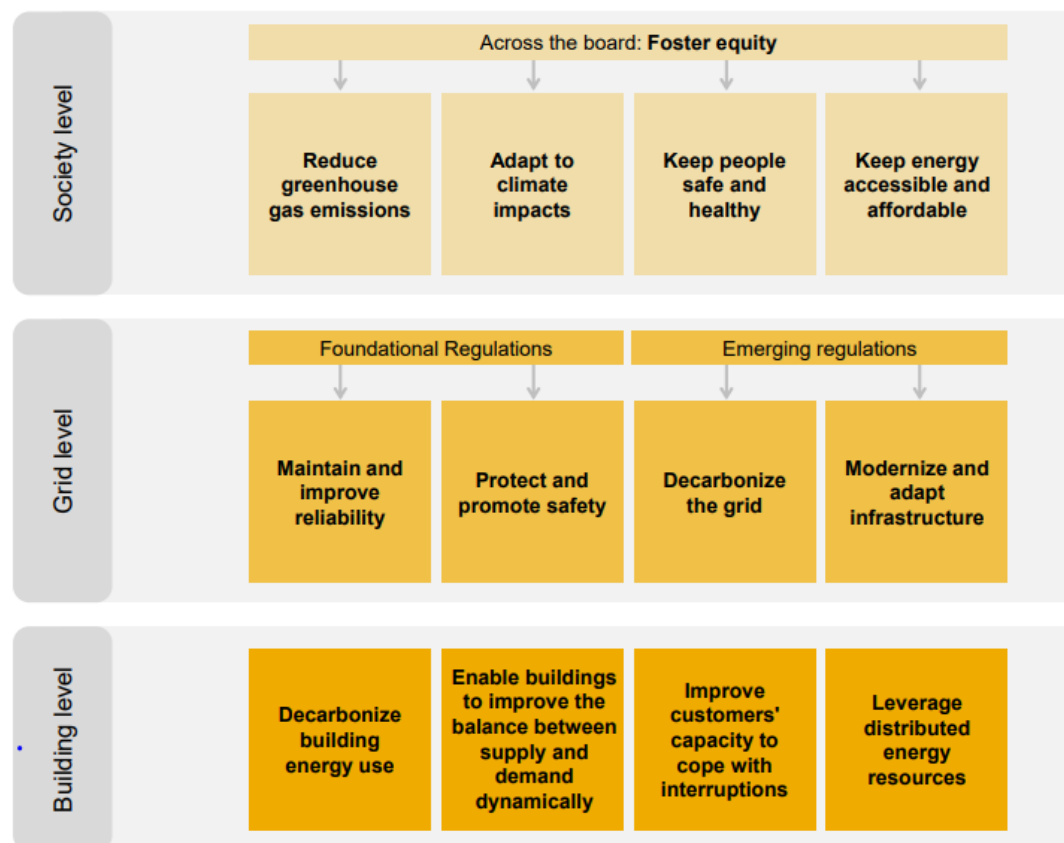 Society level
Across the board: Foster equity
Reduce
greenhouse
gas emissions
Adapt to
climate
impacts
Keep people
safe and
healthy
Keep energy
accessible and
affordable
Grid level
Foundational Regulations
Emerging regulations
Maintain and
improve
reliability
Protect and
promote safety
Decarbonize
the grid
Modernize and
adapt
infrastructure
Building level
Decarbonize
building
energy use
Enable buildings
to improve the
balance between
supply and
demand
dynamically
Improve
customers'
capacity to
cope with
interruptions
Leverage
distributed
energy
resources